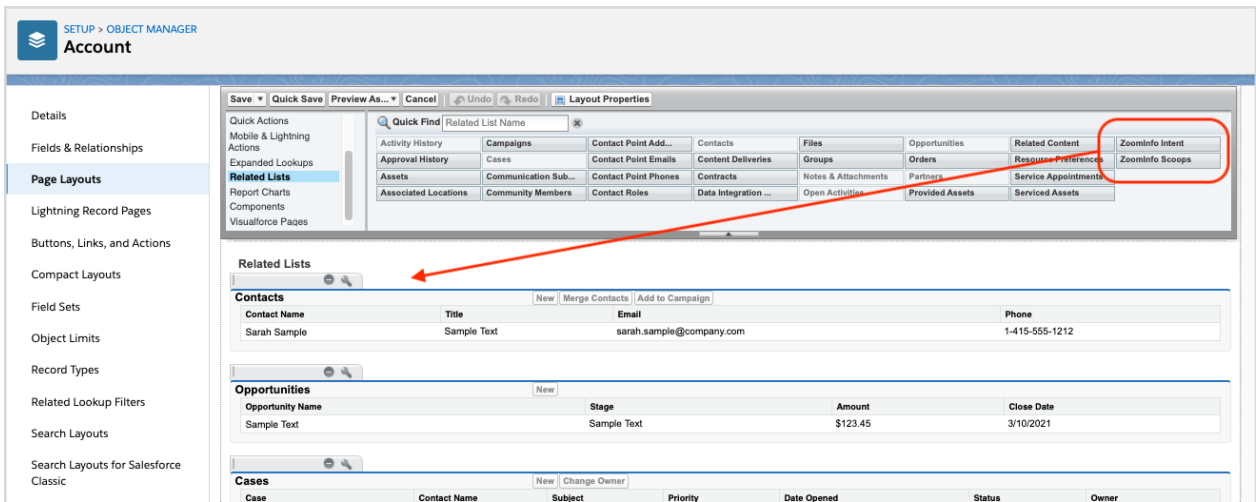 SETUP > OBJECT MANAGER
Account
Details
Fields & Relationships
Page Layouts
Lightning Record Pages
Buttons, Links, and Actions
Compact Layouts
Field Sets
Object Limits
Record Types
Related Lookup Filters
Search Layouts
Search Layouts for Salesforce
Classic
Save Quick Save Preview As... Cancel Undo Redo Layout Properties
Quick Actions
Mobile & Lightning
Actions
Expanded Lookups
Related Lists
Report Charts
Components
Visualforce Pages
Quick Find Related List Name
Activity History Campaigns Contact Point Add... Contacts Files Opportunities Related Content ZoomInfo Intent
Approval History Cases Contact Point Emails Content Deliveries Groups Orders Resource Preferences ZoomInfo Scoops
Assets Communication Sub... Contact Point Phones Contracts Notes & Attachments Partners Service Appointments
Associated Locations Community Members Contact Roles Data Integration ... Open Activities Provided Assets Serviced Assets
Related Lists
Contacts New Merge Contacts Add to Campaign
Contact Name Title Email Phone
Sarah Sample Sample Text sarah.sample@company.com 1-415-555-1212
Opportunities New
Opportunity Name Stage Amount Close Date
Sample Text Sample Text $123.45 3/10/2021
Cases New Change Owner
Case Contact Name Subject Priority Date Opened Status Owner